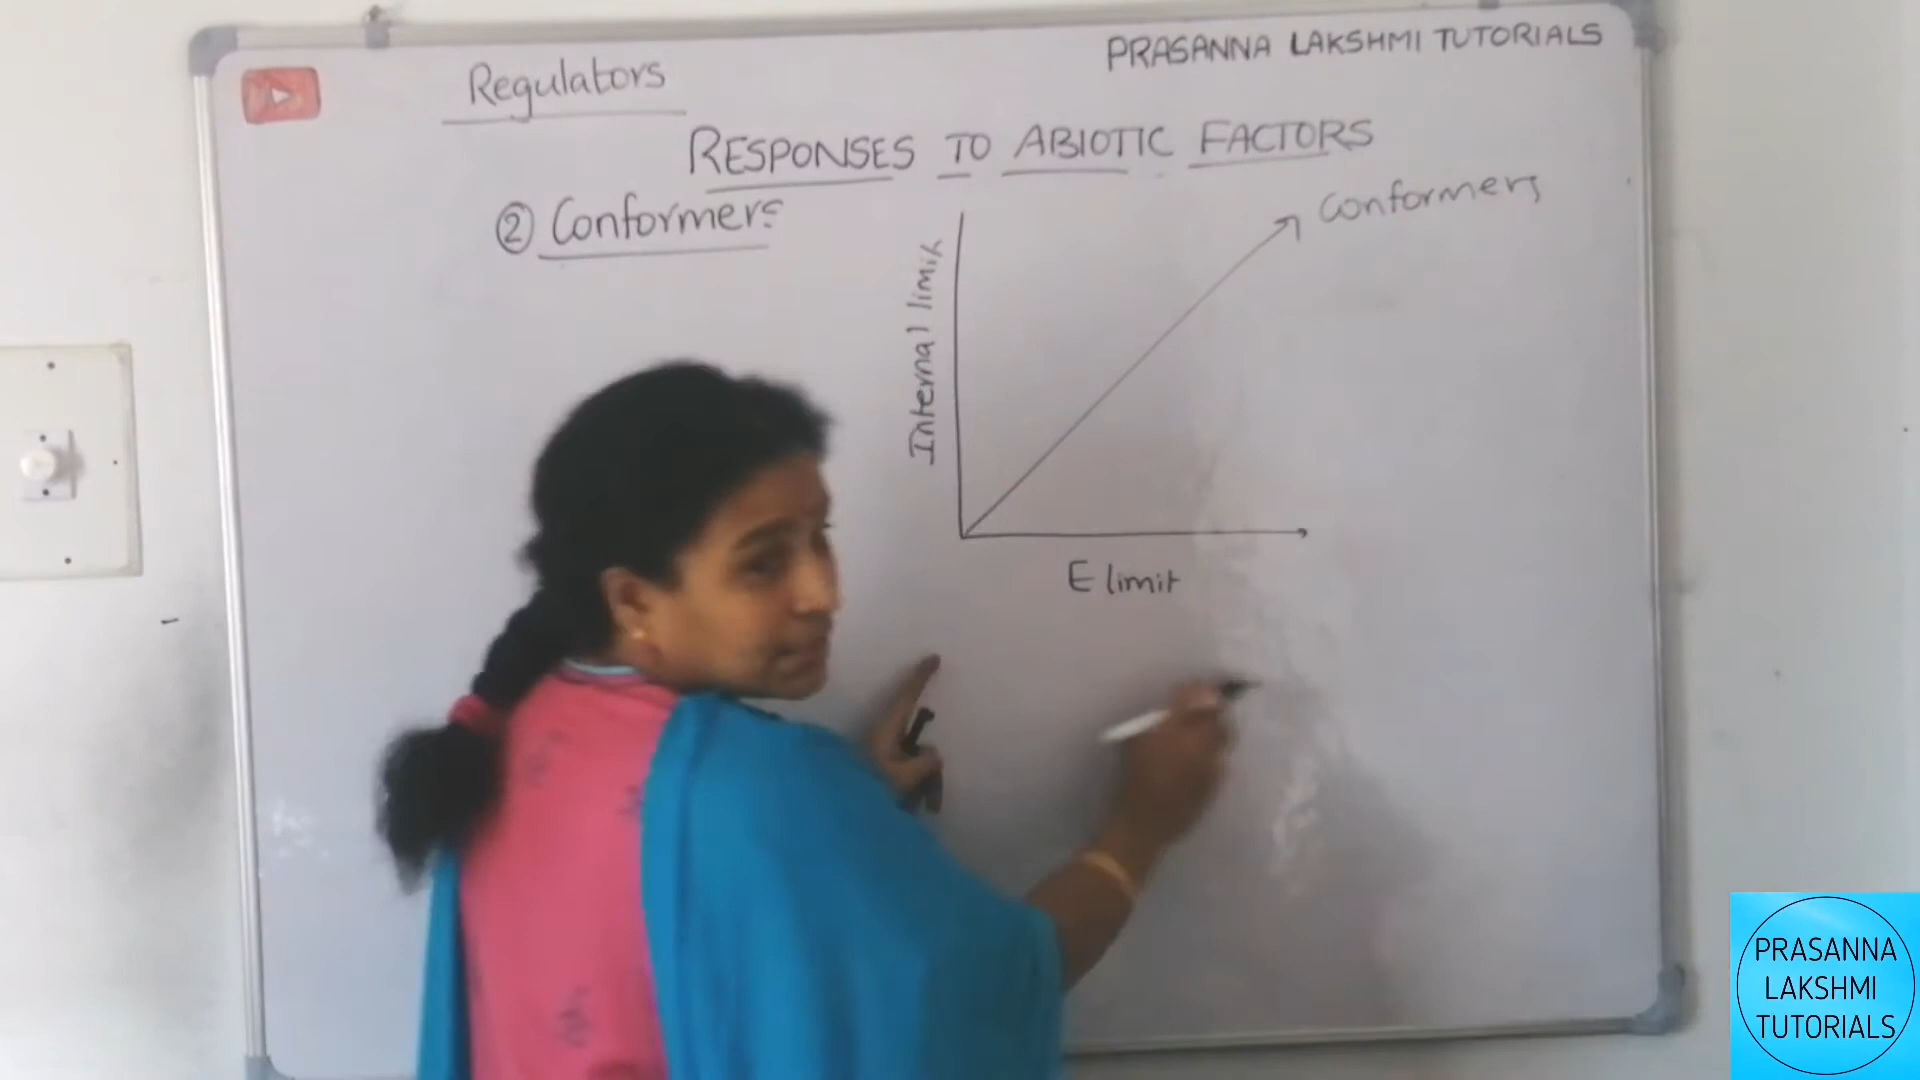 PRASANNA LAKSHMI TUTORIALS
Regulators
RESPONSES TO ABIOTIC FACTORS
② Conformers
Conformers
Internal limit
E limit
PRASANNA
LAKSHMI
TUTORIALS